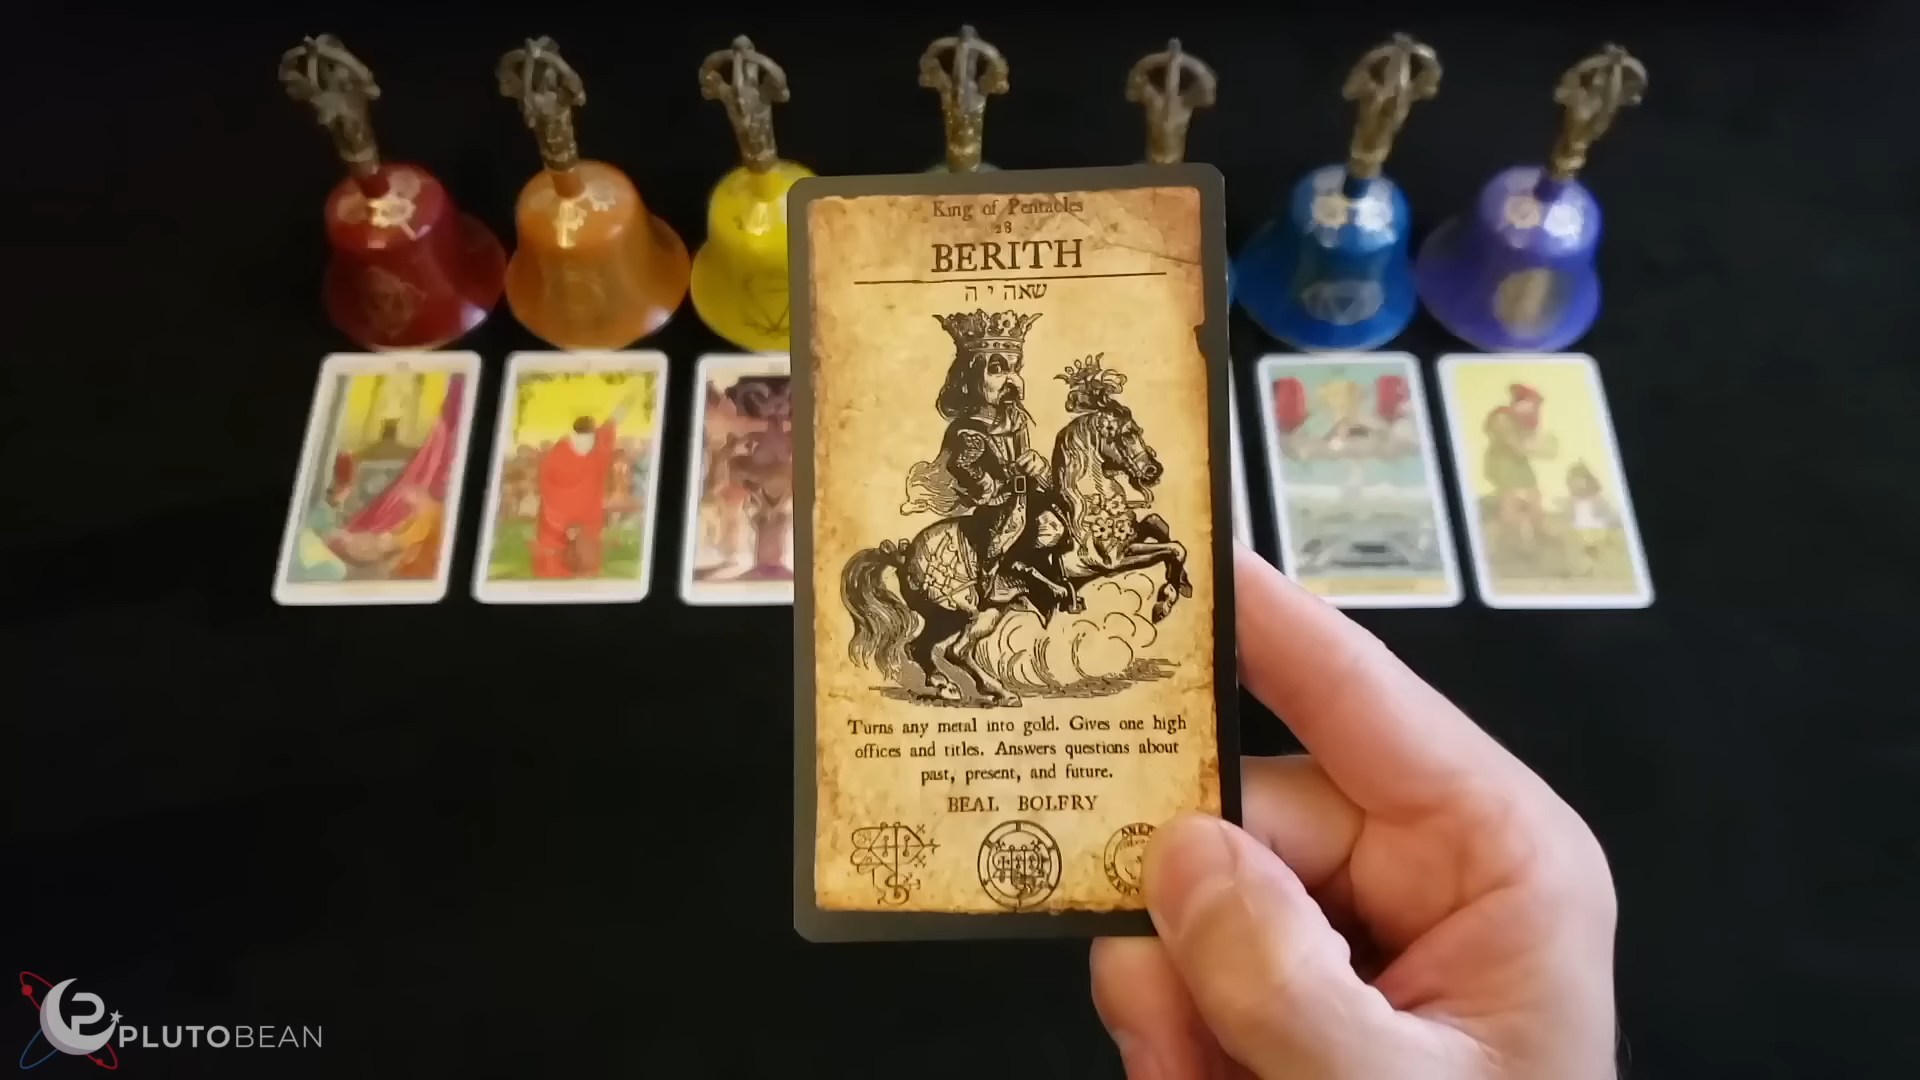 King of Pentacles
28
BERITH
שאה י ה
Turns any metal into gold. Gives one high
offices and titles. Answers questions about
past, present, and future.
BEAL BOLFRY
PLUTOBEAN